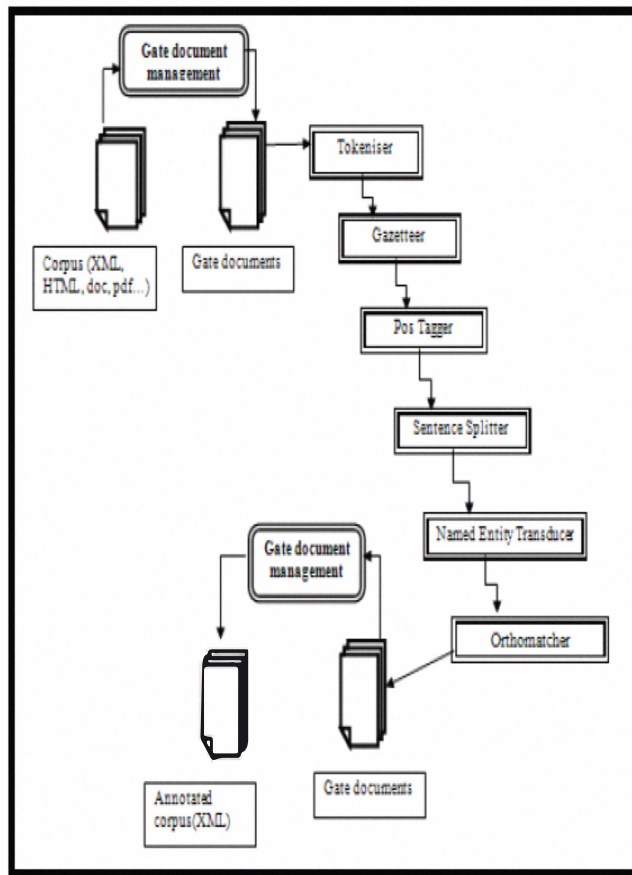 Gate document
management
Tokeniser
Gazetteer
Corpus (XML,
HTML, doc, pdf...)
Gate documents
Pos Tagger
Sentence Splitter
Named Entity Transducer
Gate document
management
Orthomatcher
Annotated
corpus(XML)
Gate documents